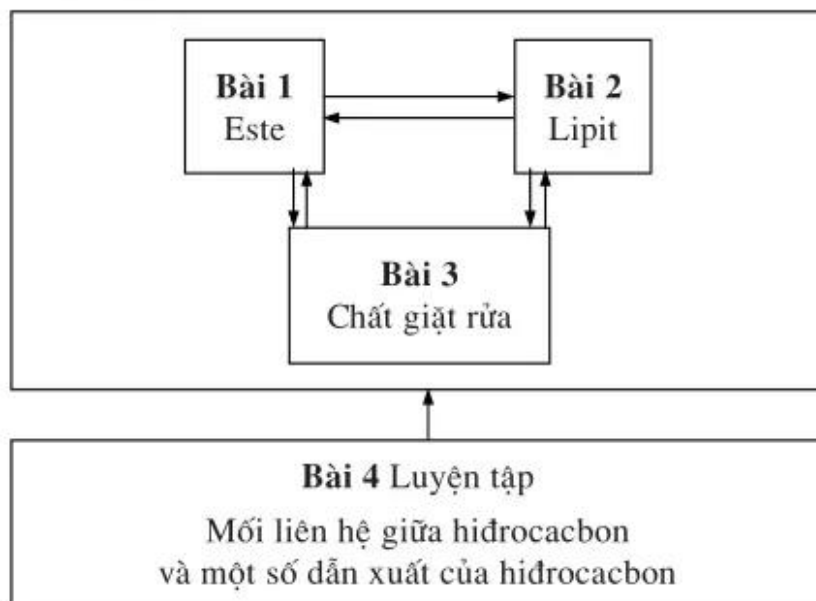 Bài 1
Este
Bài 2
Lipit
Bài 3
Chất giặt rửa
Bài 4 Luyện tập
Mối liên hệ giữa hiđrocacbon
và một số dẫn xuất của hiđrocacbon